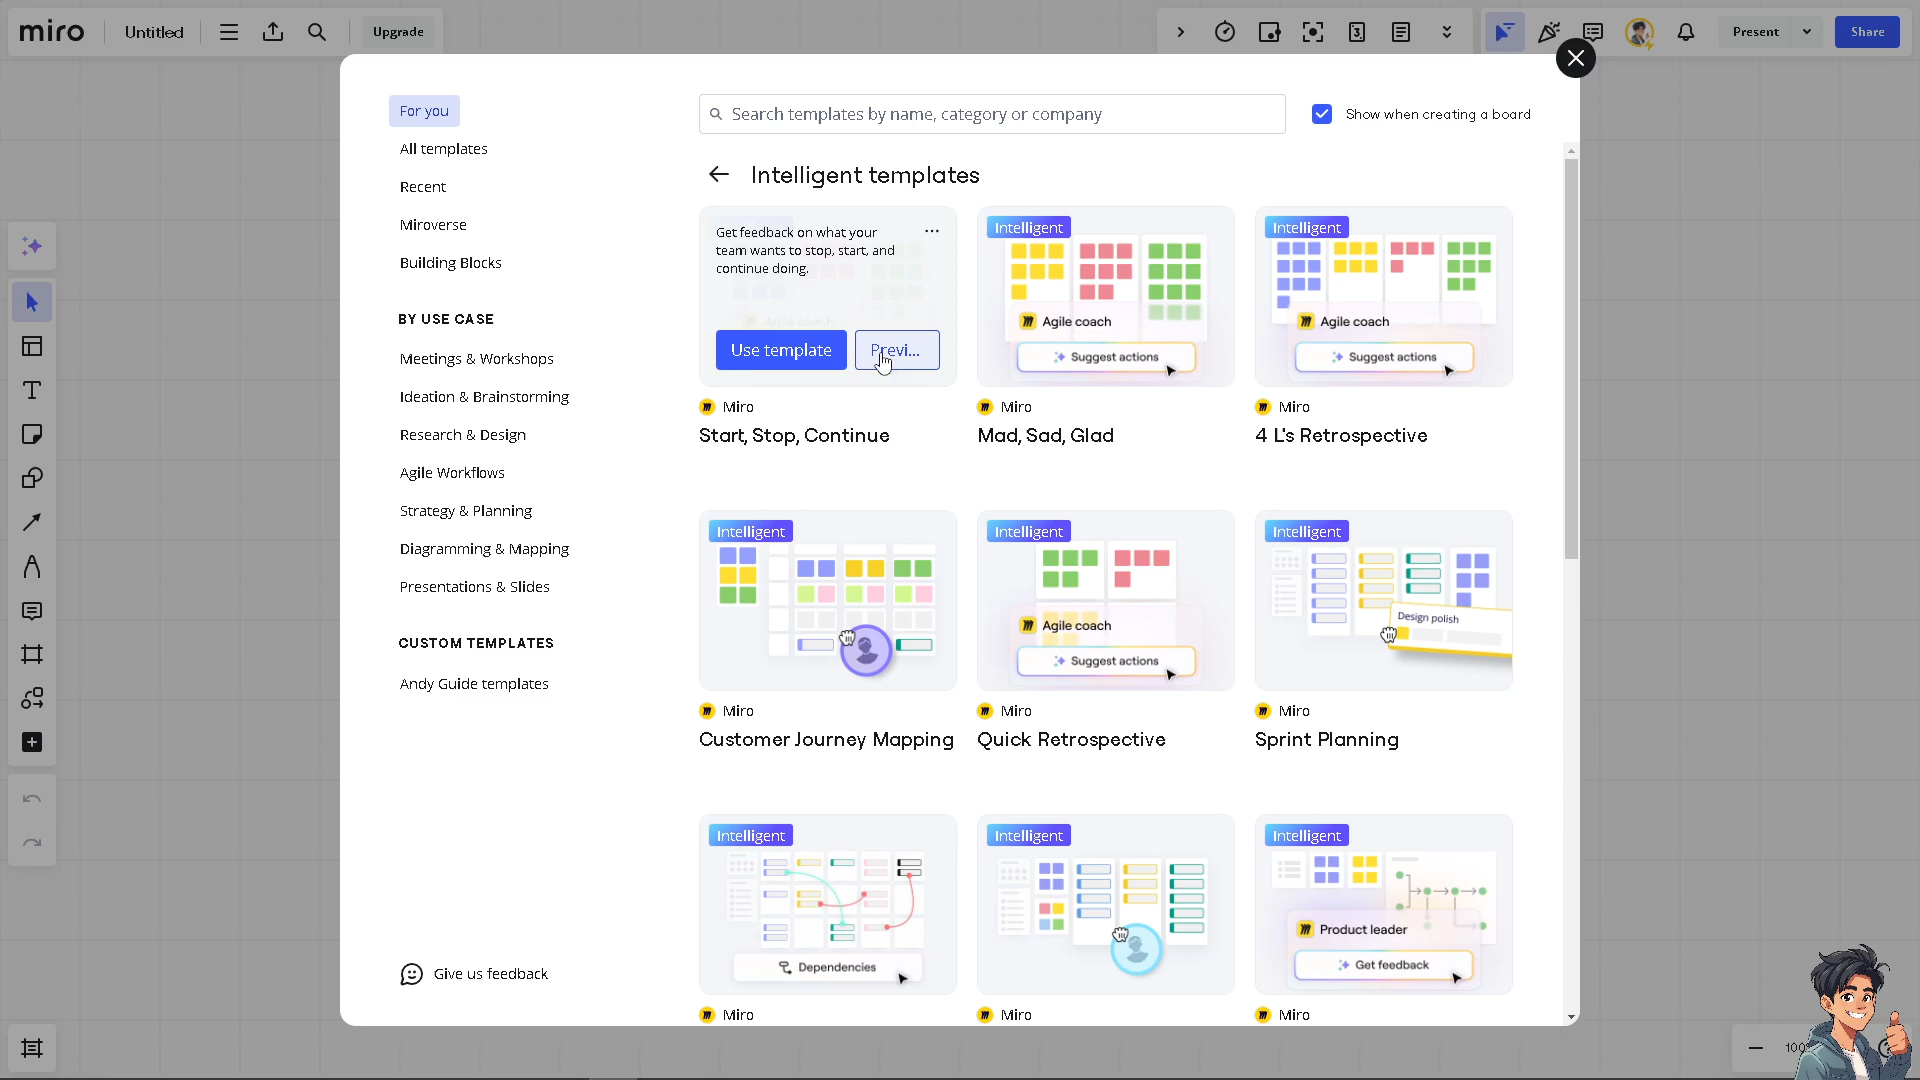 miro
Untitled
Upgrade
3
Present
Share
For you
All templates
Recent
Miroverse
Building Blocks
BY USE CASE
Meetings & Workshops
Ideation & Brainstorming
Research & Design
Agile Workflows
Strategy & Planning
Diagramming & Mapping
Presentations & Slides
CUSTOM TEMPLATES
Andy Guide templates
Give us feedback
Search templates by name, category or company
Show when creating a board
Intelligent templates
Get feedback on what your
team wants to stop, start, and
continue doing.
Agile coach
Use template
Previ...
Miro
Start, Stop, Continue
Intelligent
Agile coach
Suggest actions
Miro
Mad, Sad, Glad
Intelligent
Agile coach
Suggest actions
Miro
4 L's Retrospective
Intelligent
Miro
Customer Journey Mapping
Intelligent
Agile coach
Suggest actions
Miro
Quick Retrospective
Intelligent
Design polish
Miro
Sprint Planning
Intelligent
Dependencies
Miro
Intelligent
Miro
Intelligent
Product leader
Get feedback
Miro